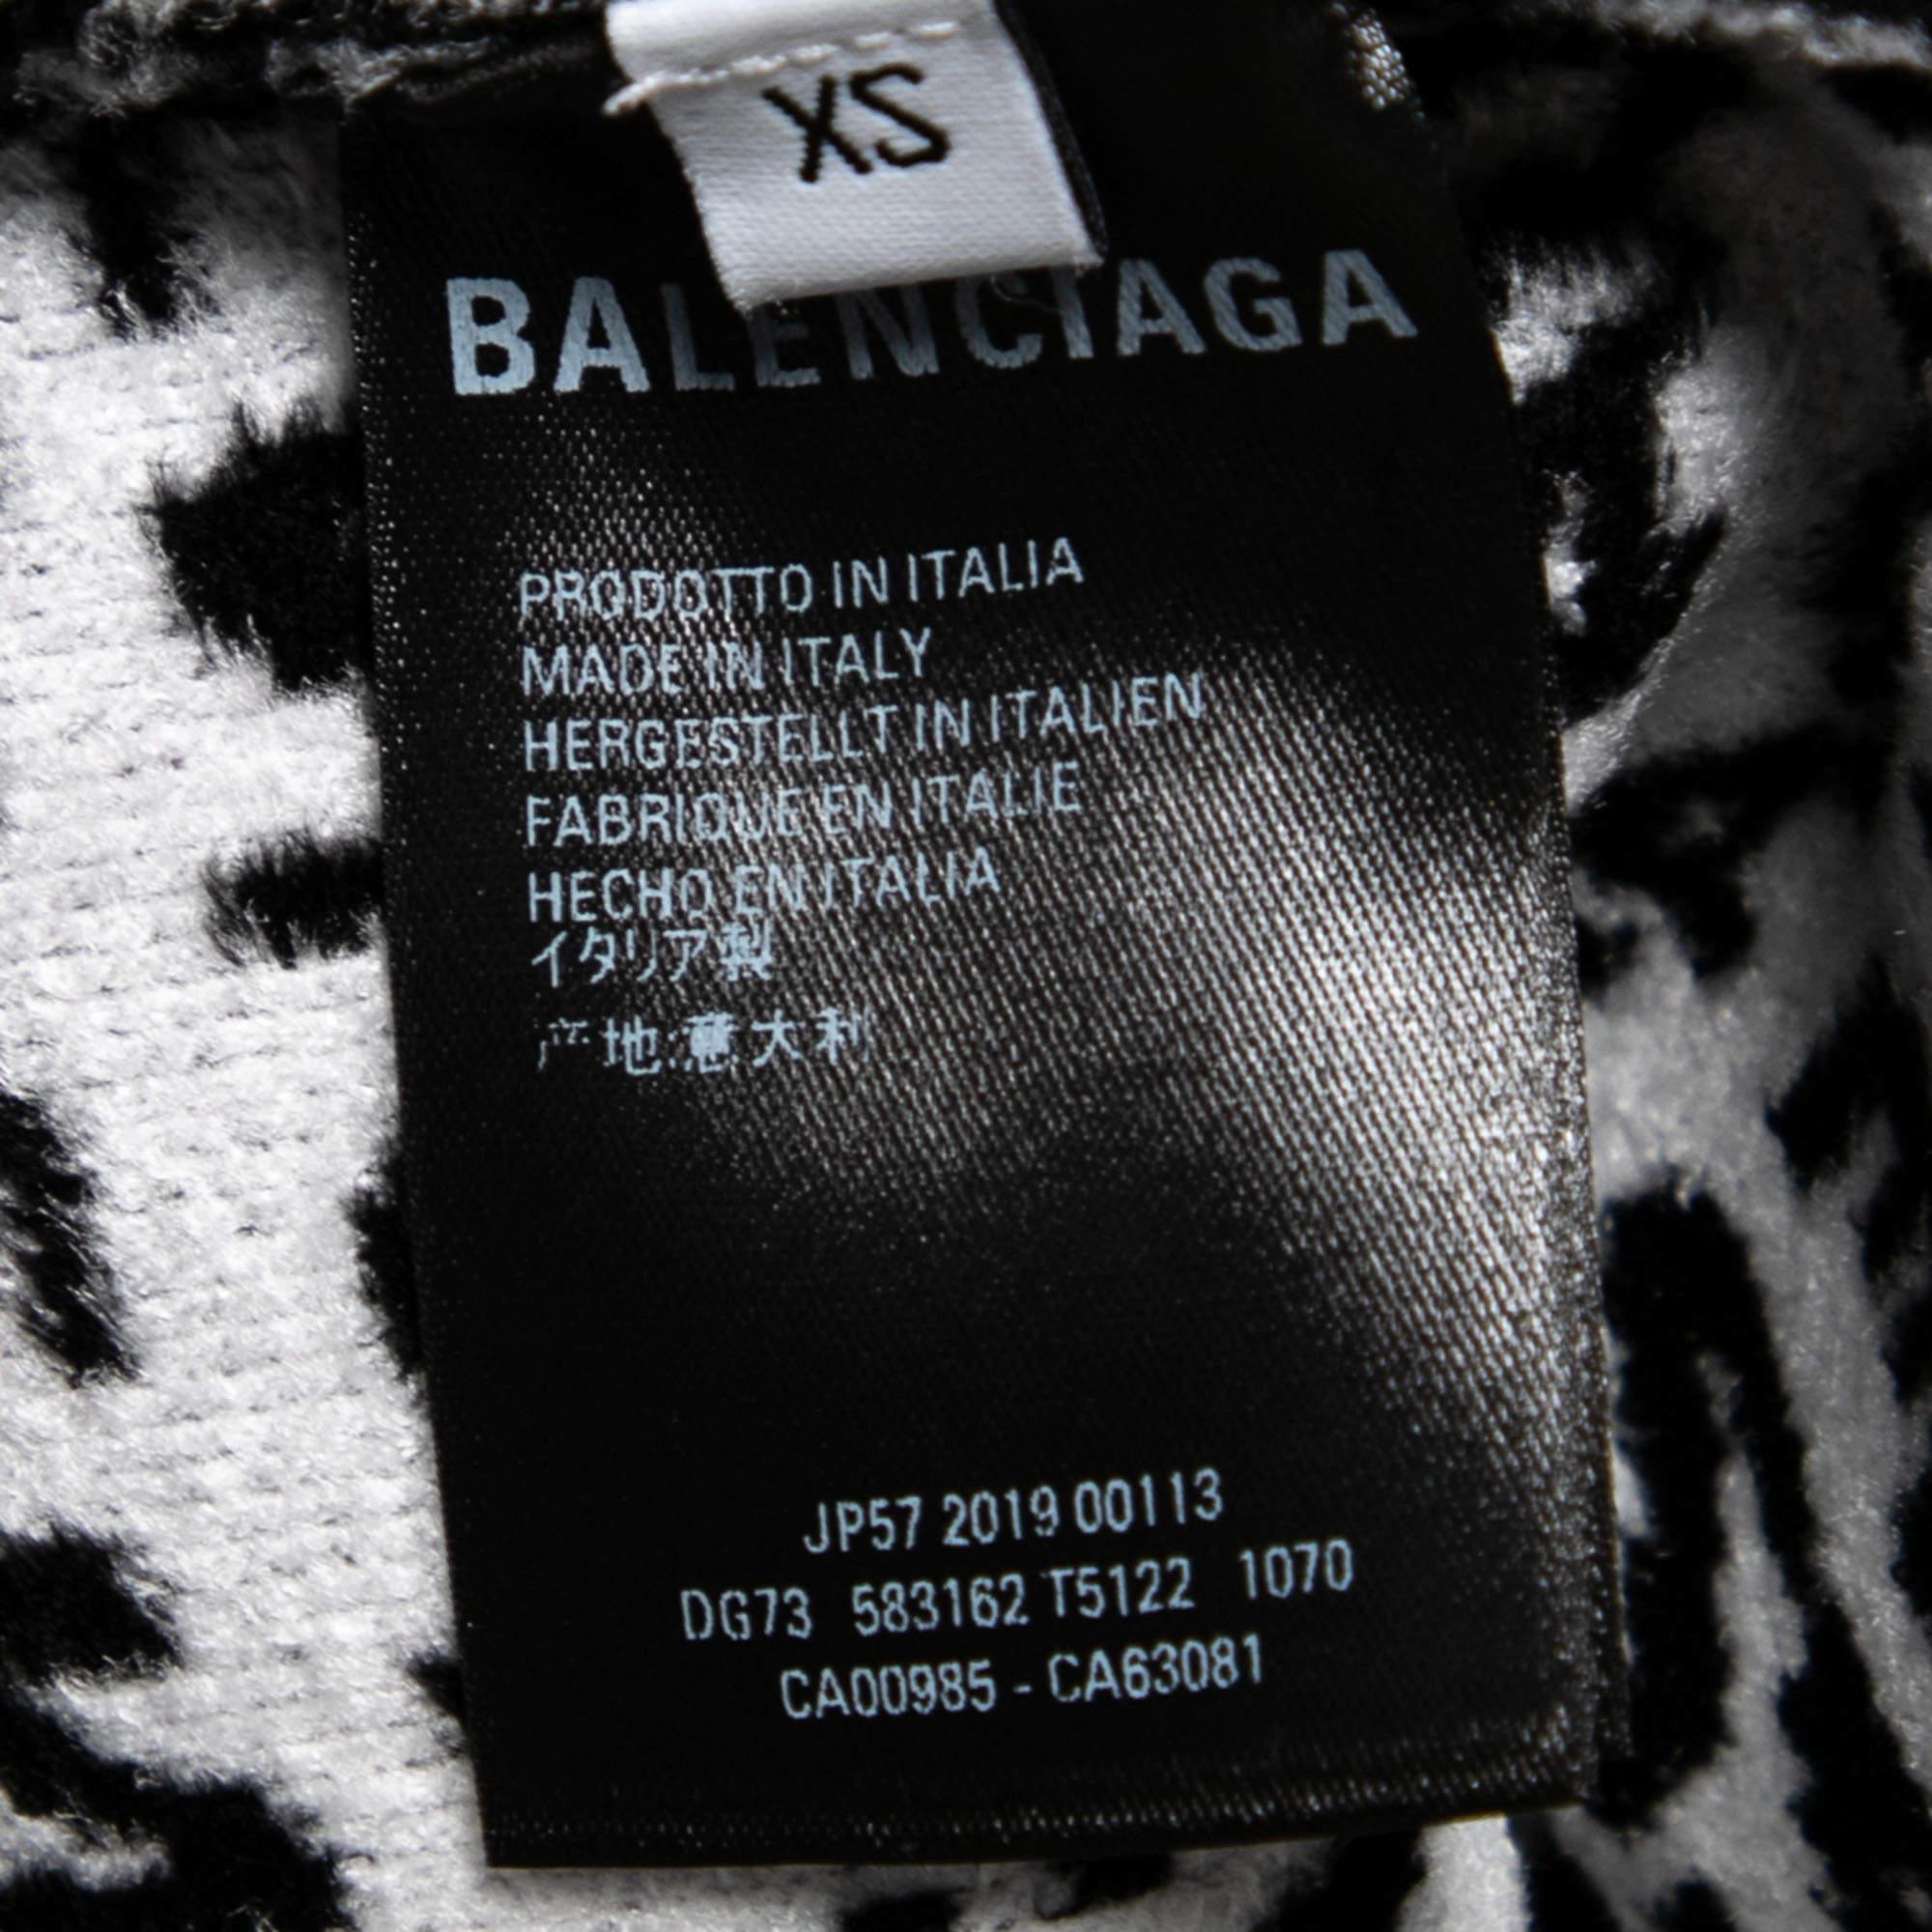 XS
BALENCIAGA
PRODOTTO IN ITALIA
MADE IN ITALY
HERGESTELLT IN ITALIEN
FABRIQUE EN ITALIE
HECHO EN ITALIA
イタリア製
产地:意大利
JP57 2019 00113
DG73 583162 T5122 1070
CA00985 - CA63081